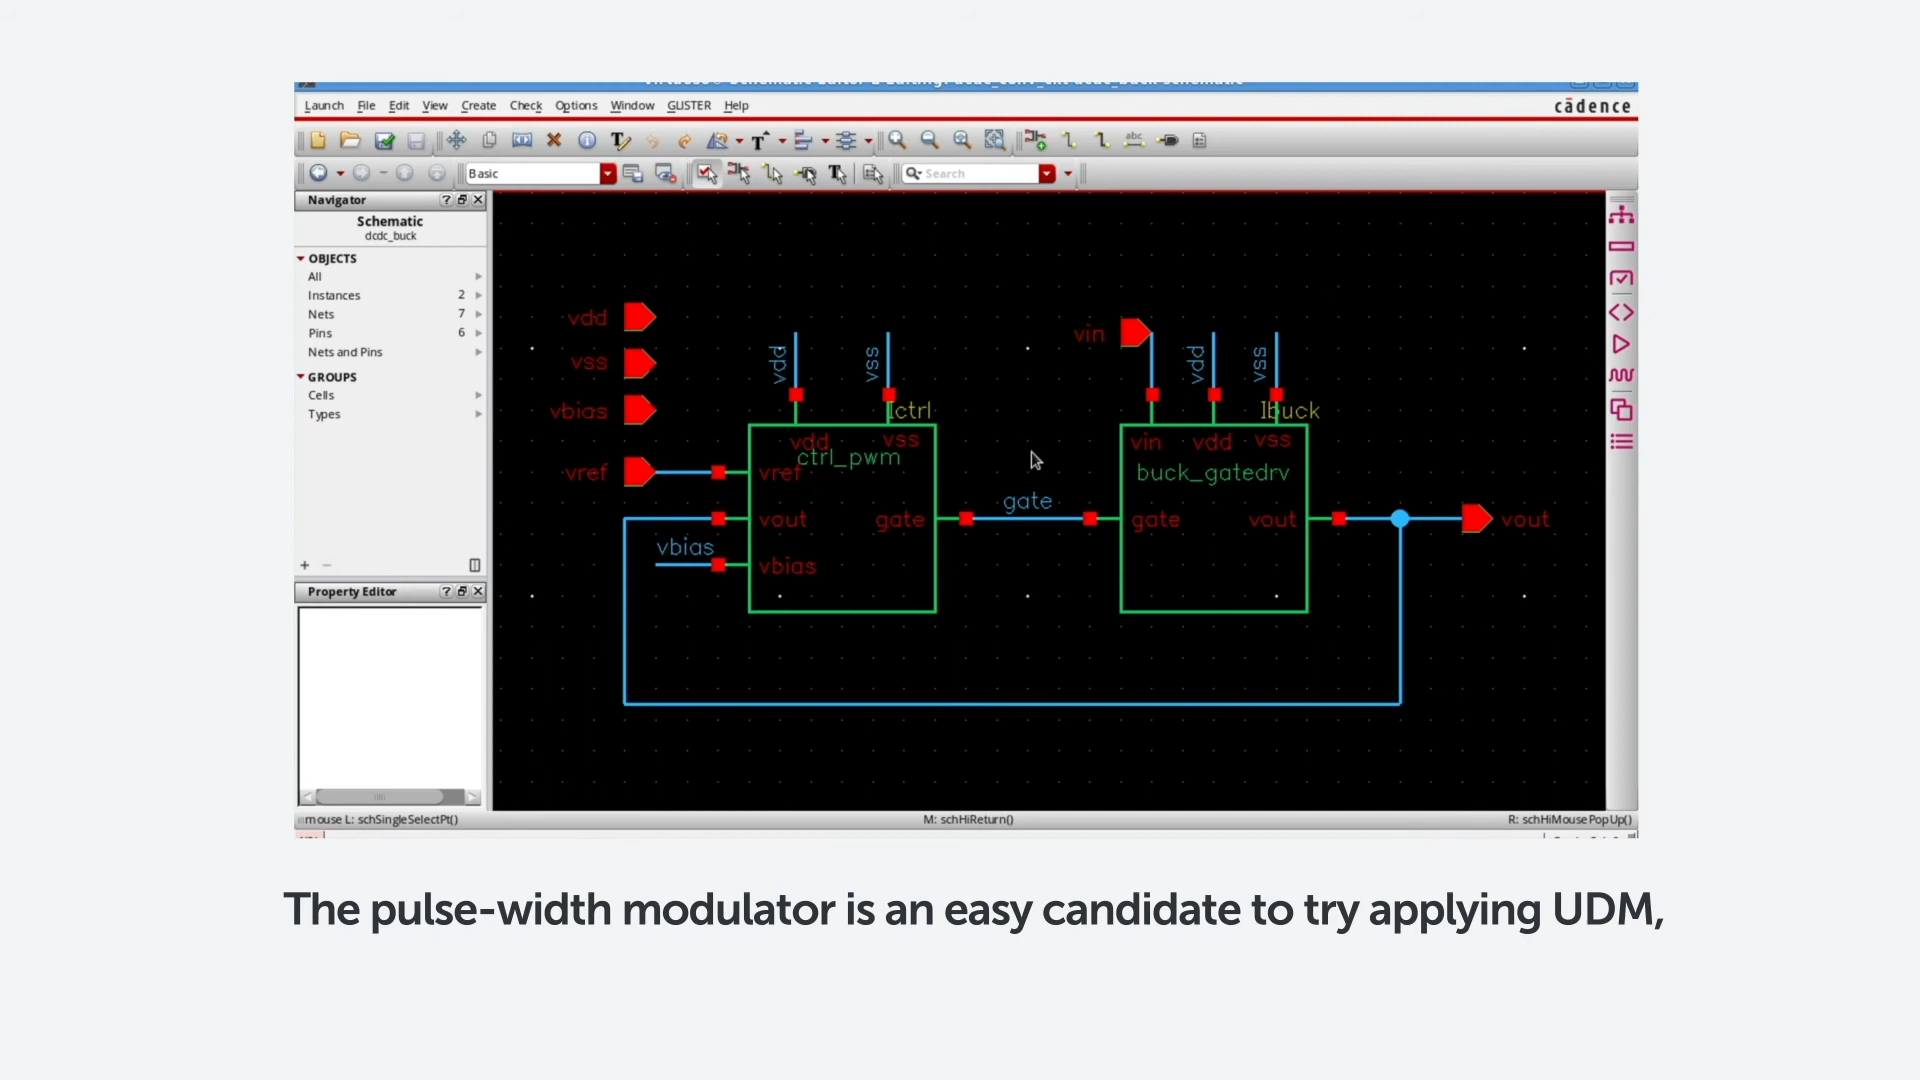 Launch File Edit View Create Check Options Window GUSTER Help
cādence
Basic
Search
Navigator
Schematic
dcdc_buck
OBJECTS
All
Instances 2
Nets 7
Pins 6
Nets and Pins
GROUPS
Cells
Types
Property Editor
vdd
vss
vbias
vref
vdd
vss
Ictrl
vdd
vss
ctrl_pwm
vref
vout
gate
vbias
vbias
gate
vin
vdd
vss
Ibuck
vin
vdd
vss
buck_gatedrv
gate
vout
vout
mouse L: schSingleSelectPt()
M: schHiReturn()
R: schHiMousePopUp()
The pulse-width modulator is an easy candidate to try applying UDM,